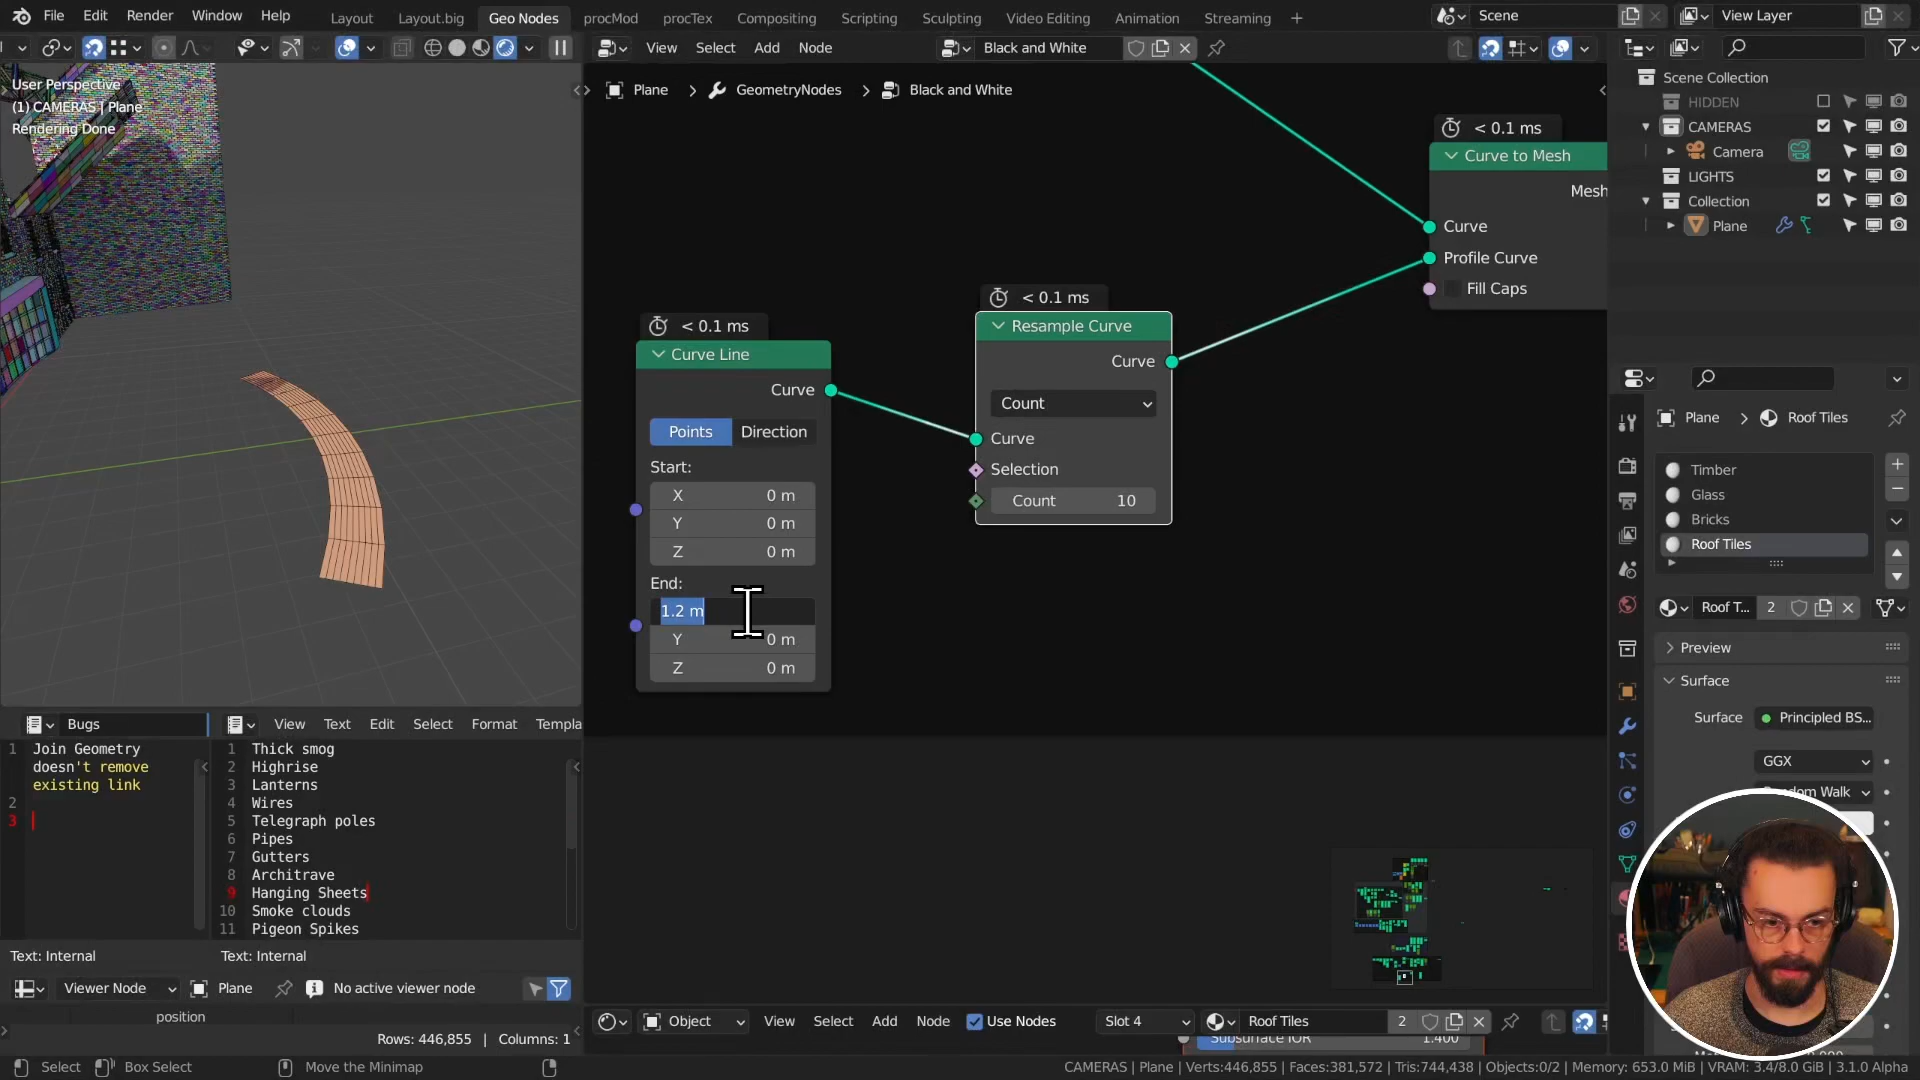 File Edit Render Window Help Layout Layout.big Geo Nodes procMod procTex Compositing Scripting Sculpting Video Editing Animation Streaming + Scene View Layer
View Select Add Node Black and White
User Perspective
(1) CAMERAS | Plane
Rendering Done
Plane > GeometryNodes > Black and White
< 0.1 ms
Curve to Mesh
Mesh
Curve
Profile Curve
Fill Caps
< 0.1 ms
Resample Curve
Curve
Count
Curve
Selection
Count 10
< 0.1 ms
Curve Line
Curve
Points Direction
Start:
X 0 m
Y 0 m
Z 0 m
End:
1.2 m
Y 0 m
Z 0 m
Scene Collection
HIDDEN
CAMERAS
Camera
LIGHTS
Collection
Plane
Plane > Roof Tiles
Timber
Glass
Bricks
Roof Tiles
Roof T... 2
Preview
Surface
Surface Principled BS...
GGX
Random Walk
Bugs
1 Join Geometry
doesn't remove
existing link
2
3
View Text Edit Select Format Templa
1 Thick smog
2 Highrise
3 Lanterns
4 Wires
5 Telegraph poles
6 Pipes
7 Gutters
8 Architrave
9 Hanging Sheets
10 Smoke clouds
11 Pigeon Spikes
Text: Internal
Text: Internal
Viewer Node Plane No active viewer node
position
Rows: 446,855 | Columns: 1
Object View Select Add Node Use Nodes Slot 4 Roof Tiles 2
Subsurface IOR 1.400
Select Box Select Move the Minimap
CAMERAS | Plane | Verts:446,855 | Faces:381,572 | Tris:744,438 | Objects:0/2 | Memory: 653.0 MiB | VRAM: 3.4/8.0 GiB | 3.1.0 Alpha